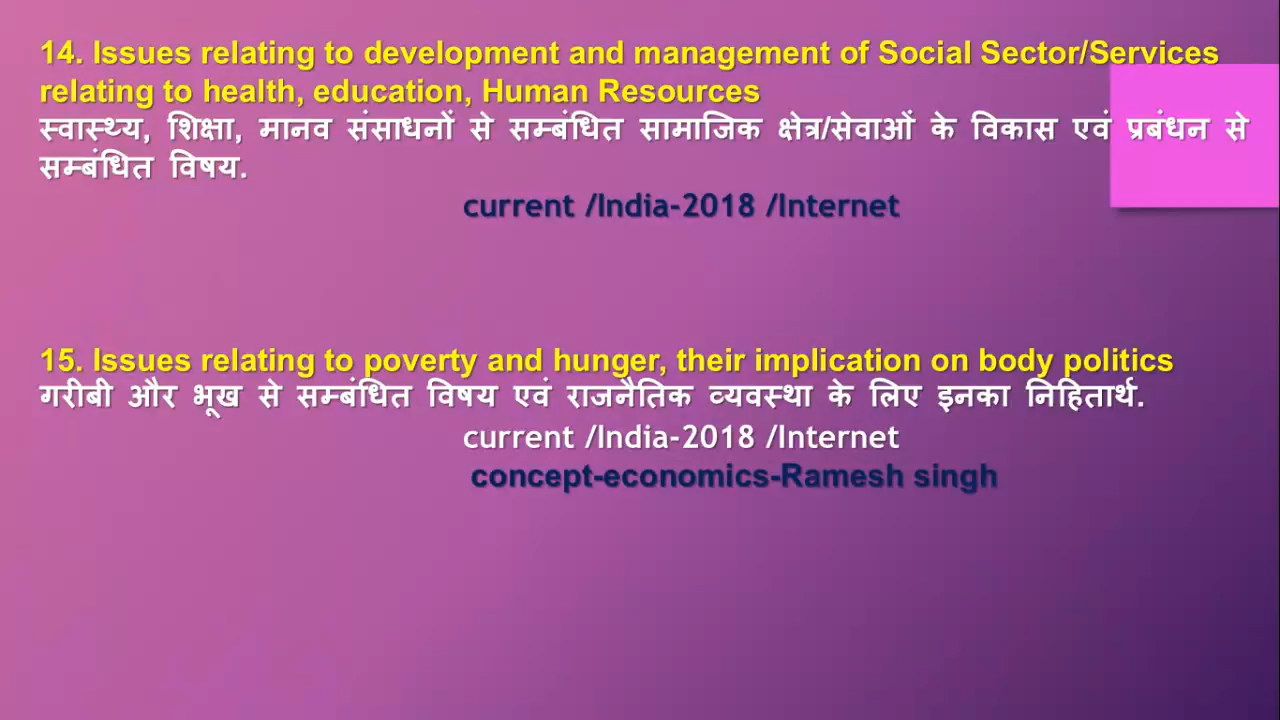 14. Issues relating to development and management of Social Sector/Services
relating to health, education, Human Resources
स्वास्थ्य, शिक्षा, मानव संसाधनों से सम्बंधित सामाजिक क्षेत्र/सेवाओं के विकास एवं प्रबंधन से
सम्बंधित विषय.
current /India-2018 /Internet
15. Issues relating to poverty and hunger, their implication on body politics
गरीबी और भूख से सम्बंधित विषय एवं राजनैतिक व्यवस्था के लिए इनका निहितार्थ.
current /India-2018 /Internet
concept-economics-Ramesh singh